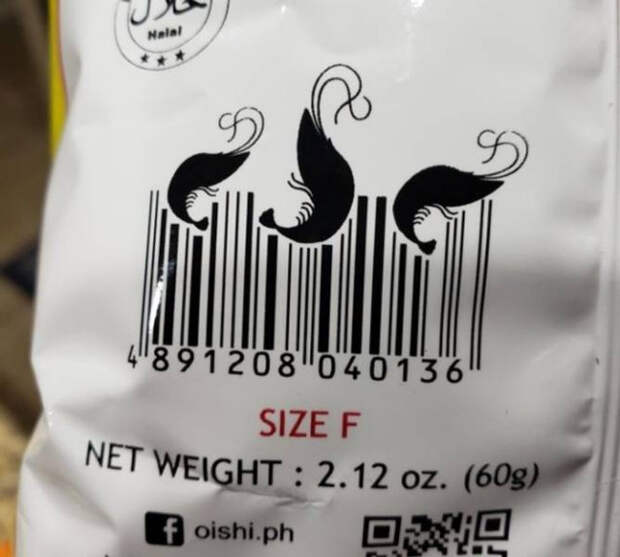 حلال
Halal
4 891208 040136
SIZE F
NET WEIGHT : 2.12 oz. (60g)
oishi.ph